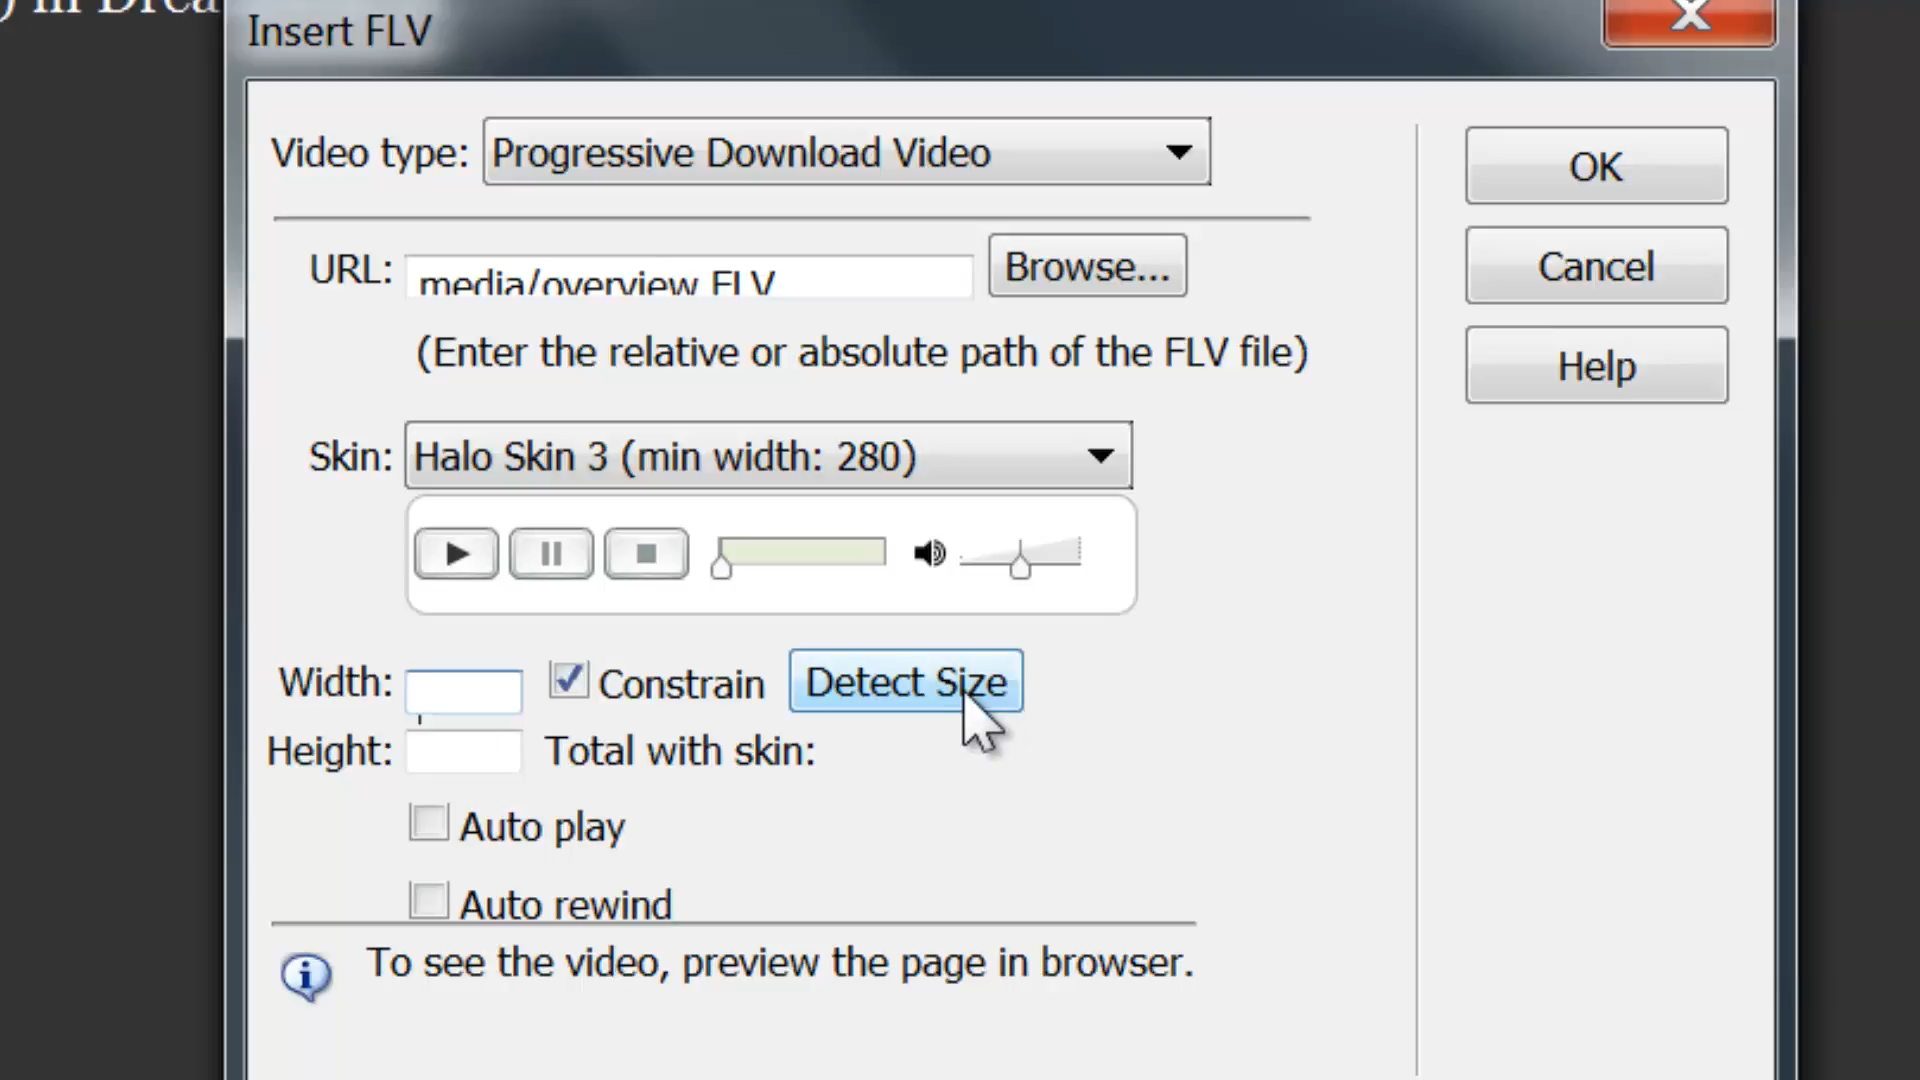 ) in Drea
Insert FLV
Video type: Progressive Download Video
OK
URL: media/overview.FLV Browse...
Cancel
(Enter the relative or absolute path of the FLV file)
Help
Skin: Halo Skin 3 (min width: 280)
Width: Constrain Detect Size
Height: Total with skin:
Auto play
Auto rewind
To see the video, preview the page in browser.